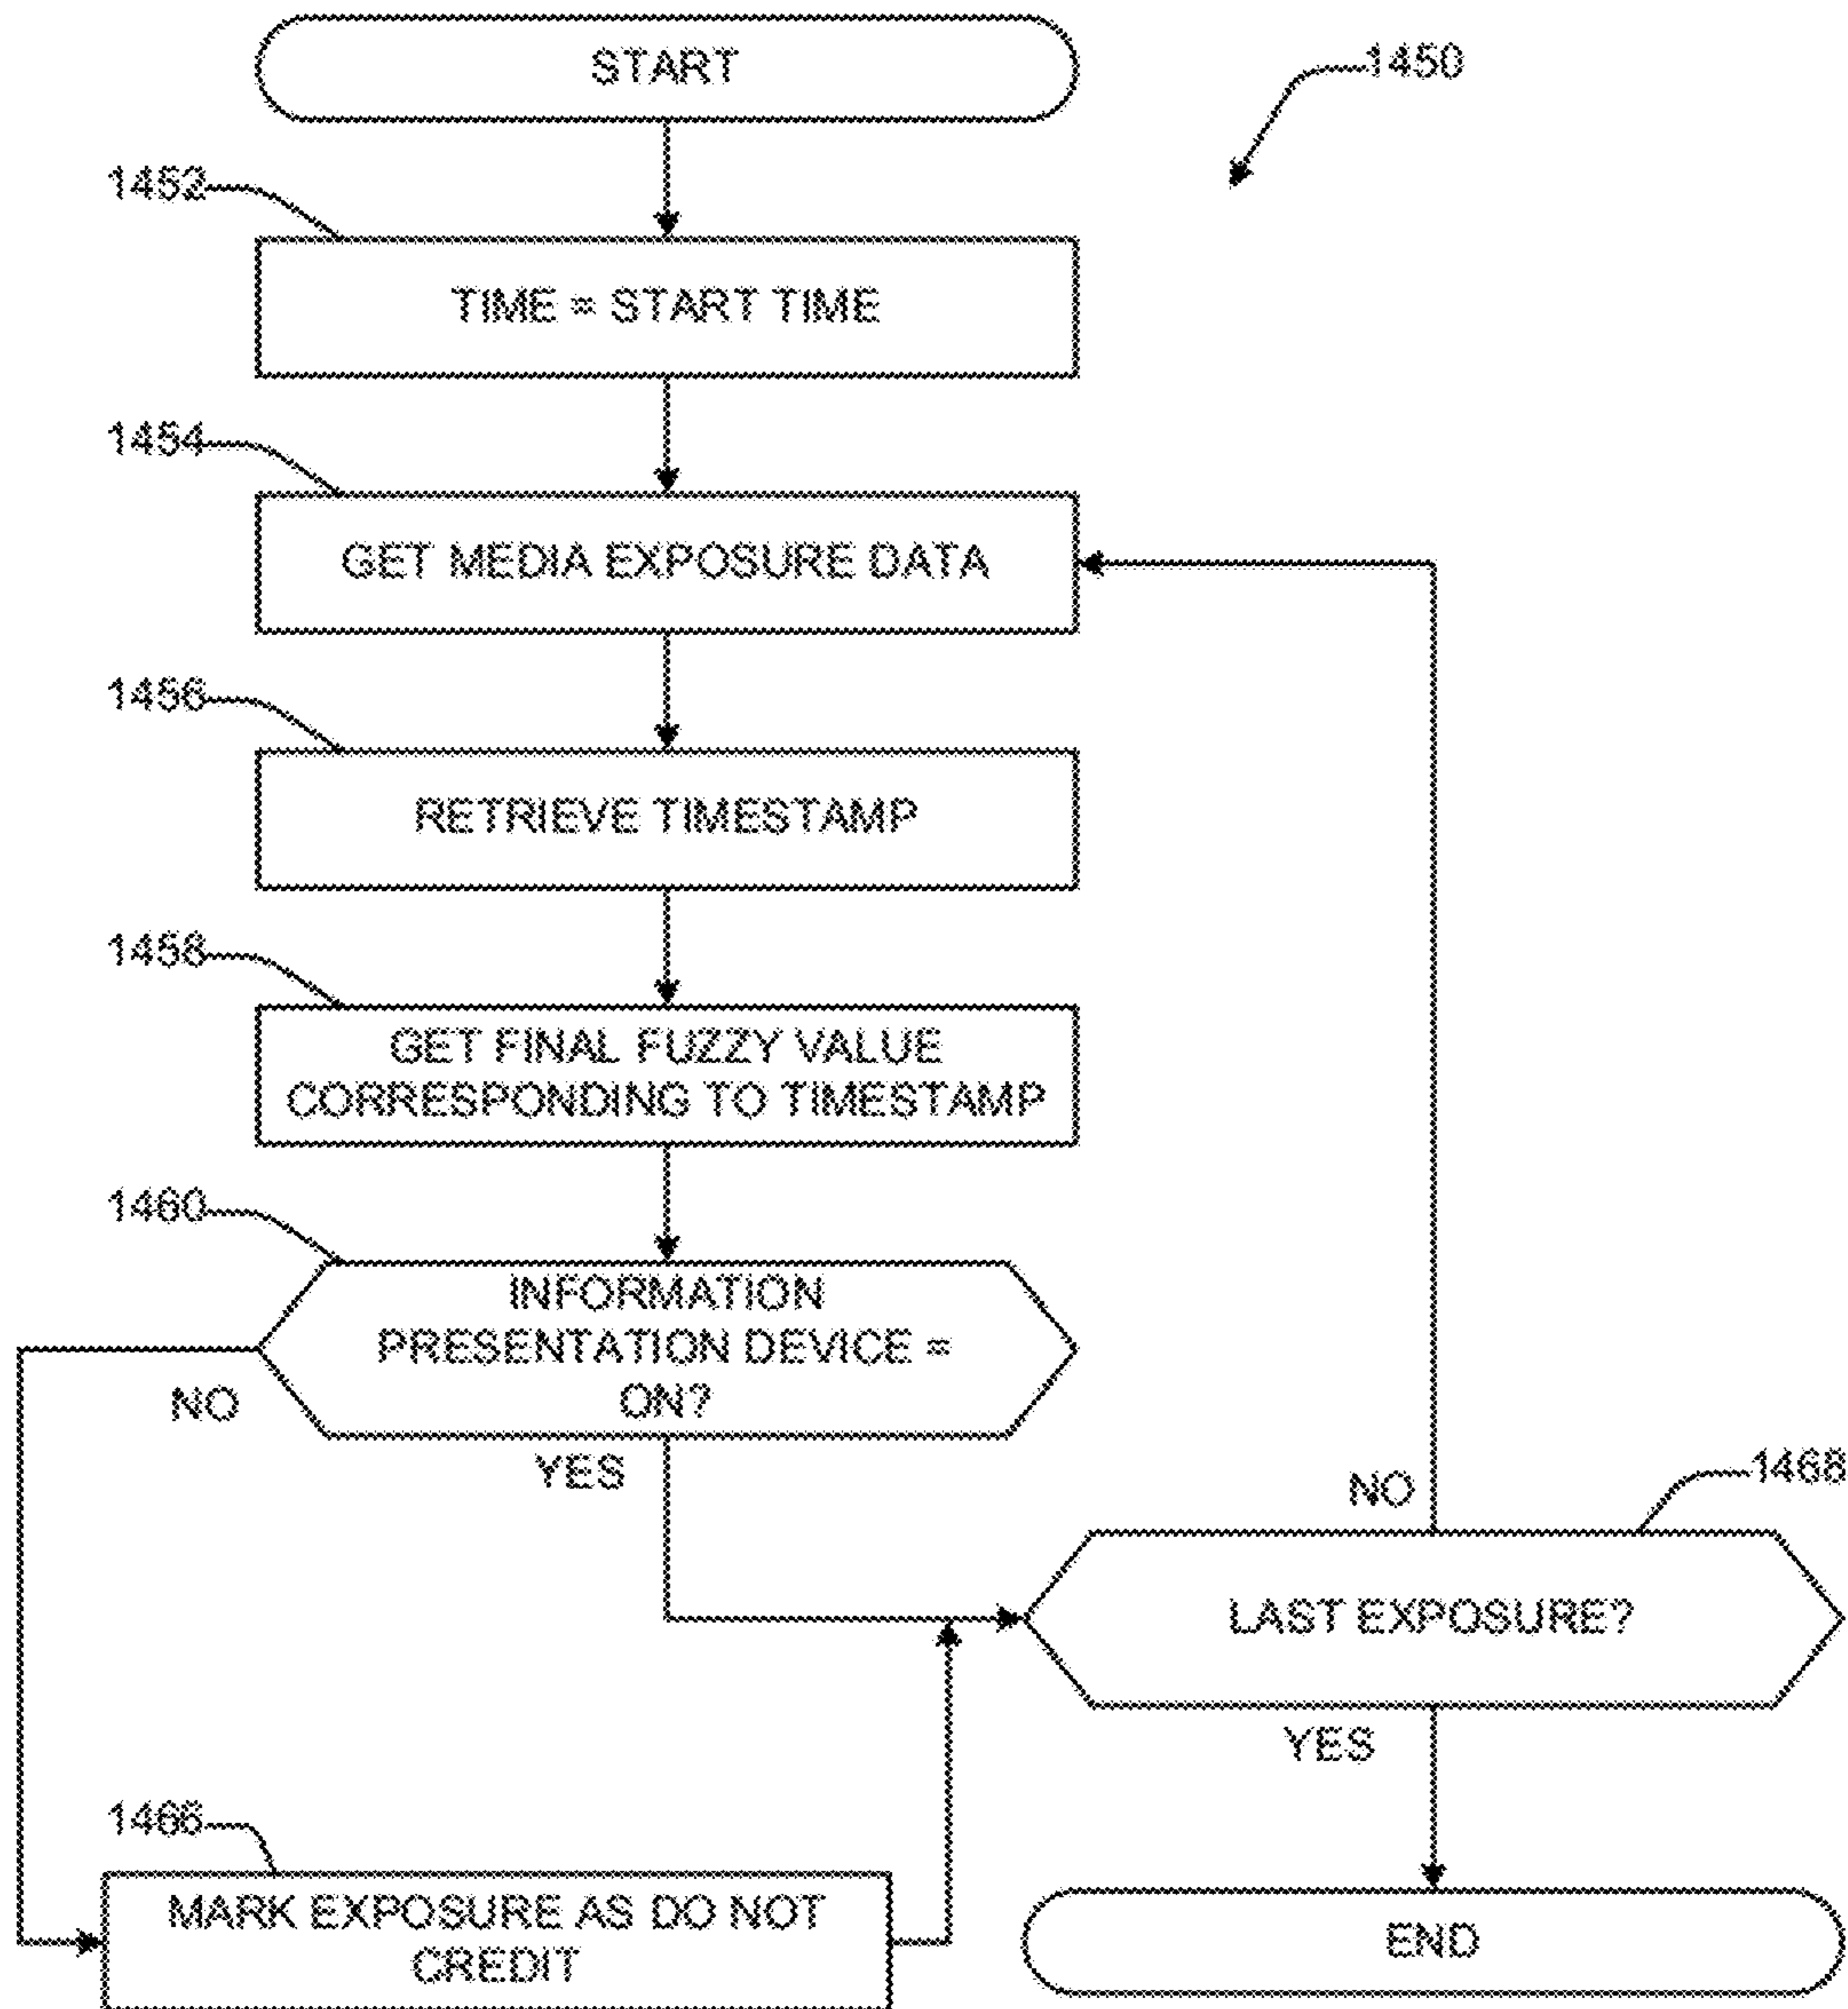 START
1450
1452
TIME = START TIME
1454
GET MEDIA EXPOSURE DATA
1456
RETRIEVE TIMESTAMP
1458
GET FINAL FUZZY VALUE
CORRESPONDING TO TIMESTAMP
1460
INFORMATION
PRESENTATION DEVICE =
ON?
NO
YES
NO
1468
LAST EXPOSURE?
YES
1466
MARK EXPOSURE AS DO NOT
CREDIT
END